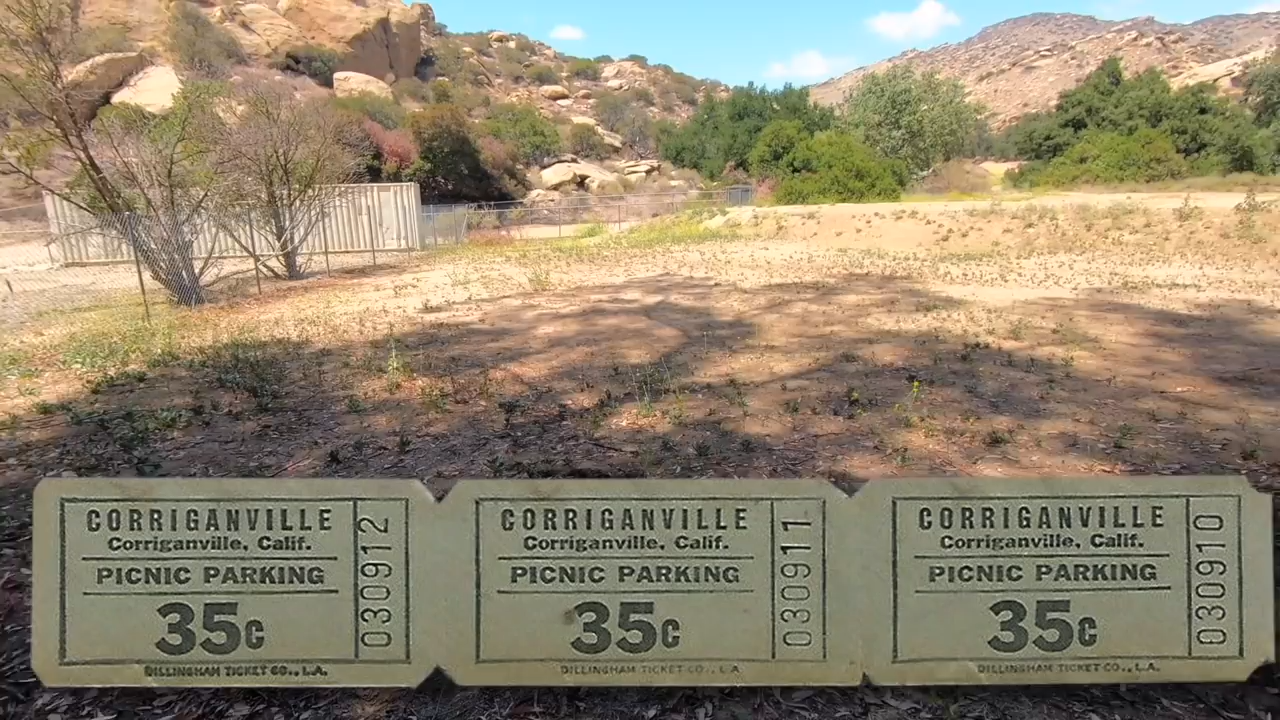 CORRIGANVILLE
Corriganville, Calif.
PICNIC PARKING
35c
030912
DILLINGHAM TICKET CO., L.A.
CORRIGANVILLE
Corriganville, Calif.
PICNIC PARKING
35c
030911
DILLINGHAM TICKET CO., L.A.
CORRIGANVILLE
Corriganville, Calif.
PICNIC PARKING
35c
030910
DILLINGHAM TICKET CO., L.A.